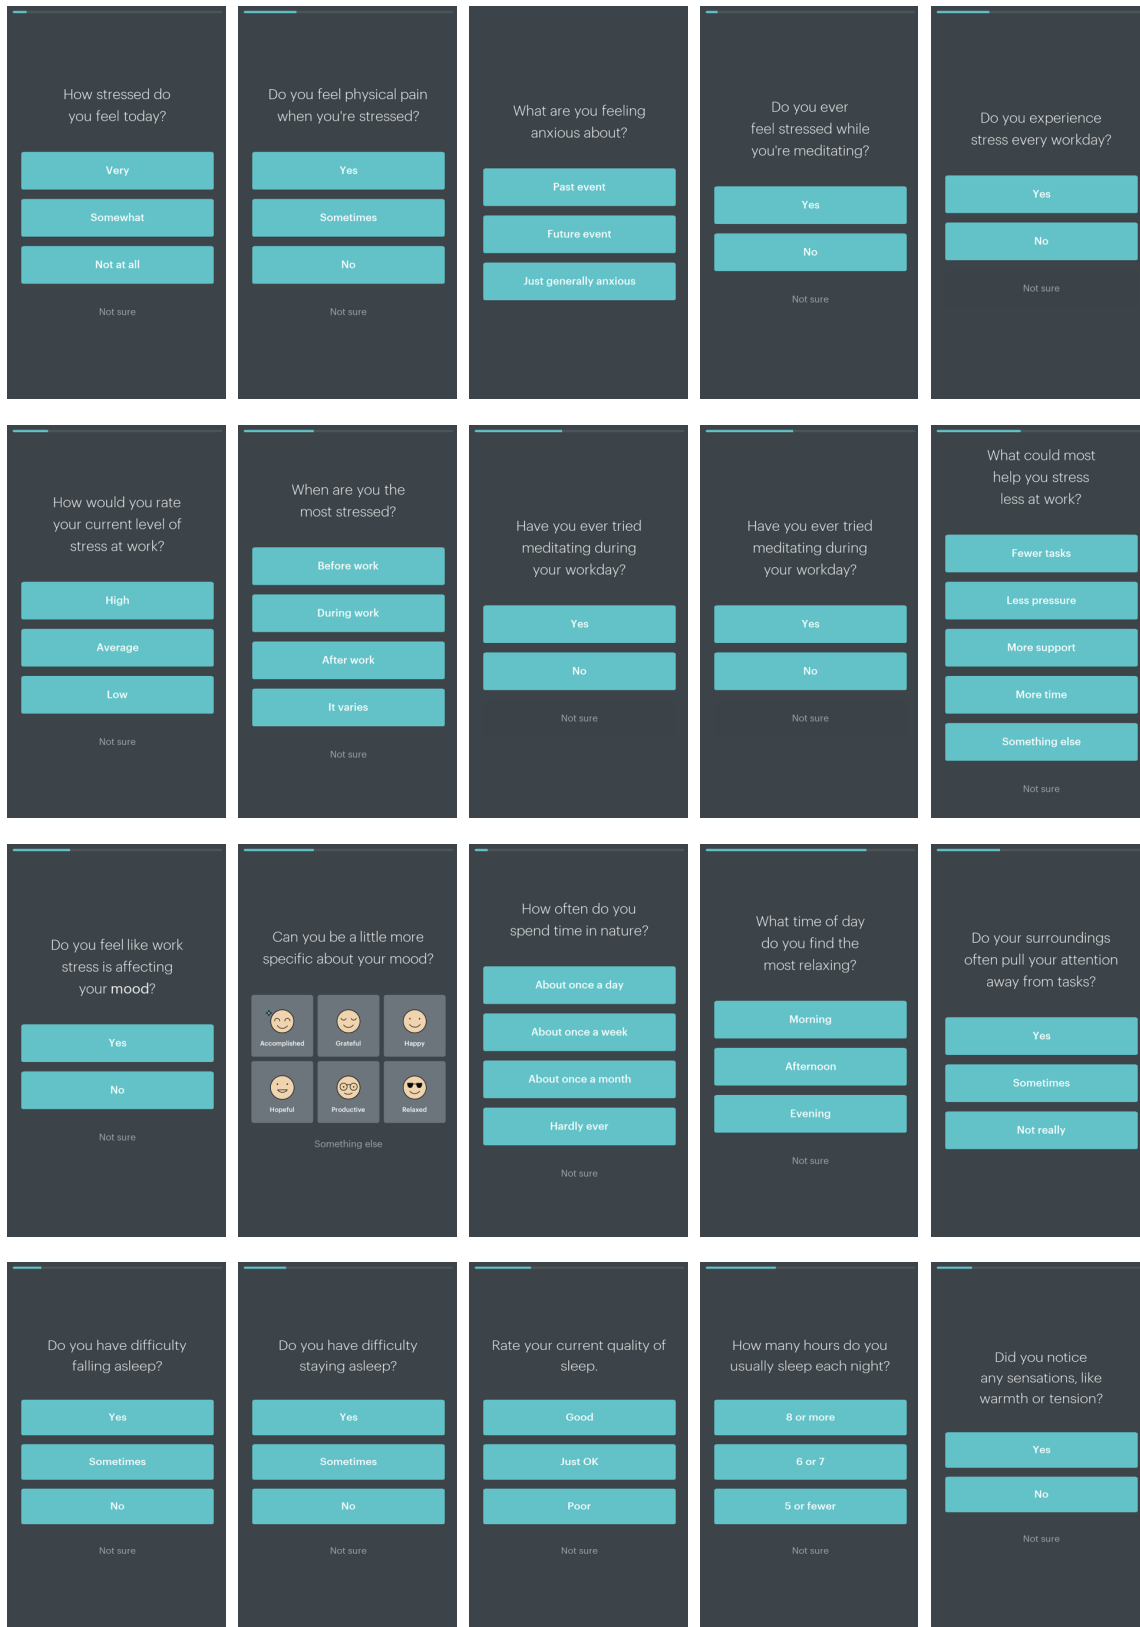 How stressed do
you feel today?
Very
Somewhat
Not at all
Not sure
Do you feel physical pain
when you're stressed?
Yes
Sometimes
No
Not sure
What are you feeling
anxious about?
Past event
Future event
Just generally anxious
Do you ever
feel stressed while
you're meditating?
Yes
No
Not sure
Do you experience
stress every workday?
Yes
No
Not sure
How would you rate
your current level of
stress at work?
High
Average
Low
Not sure
When are you the
most stressed?
Before work
During work
After work
It varies
Not sure
Have you ever tried
meditating during
your workday?
Yes
No
Not sure
Have you ever tried
meditating during
your workday?
Yes
No
Not sure
What could most
help you stress
less at work?
Fewer tasks
Less pressure
More support
More time
Something else
Not sure
Do you feel like work
stress is affecting
your mood?
Yes
No
Not sure
Can you be a little more
specific about your mood?
Accomplished
Grateful
Happy
Hopeful
Productive
Relaxed
Something else
How often do you
spend time in nature?
About once a day
About once a week
About once a month
Hardly ever
Not sure
What time of day
do you find the
most relaxing?
Morning
Afternoon
Evening
Not sure
Do your surroundings
often pull your attention
away from tasks?
Yes
Sometimes
Not really
Do you have difficulty
falling asleep?
Yes
Sometimes
No
Not sure
Do you have difficulty
staying asleep?
Yes
Sometimes
No
Not sure
Rate your current quality of
sleep.
Good
Just OK
Poor
Not sure
How many hours do you
usually sleep each night?
8 or more
6 or 7
5 or fewer
Not sure
Did you notice
any sensations, like
warmth or tension?
Yes
No
Not sure